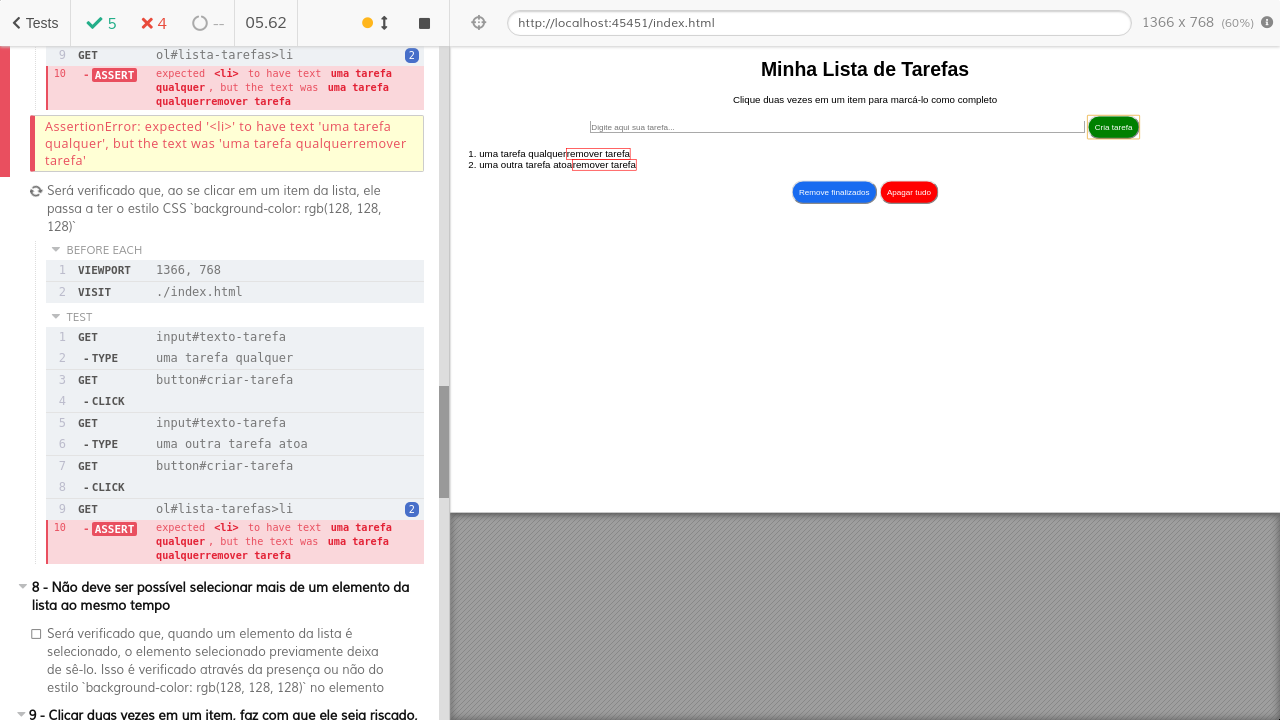 Tests
5
4
--
05.62
http://localhost:45451/index.html
1366 x 768 (60%)
9 GET ol#lista-tarefas>li 2
10 - ASSERT expected <li> to have text uma tarefa
qualquer, but the text was uma tarefa
qualquerremover tarefa
AssertionError: expected '<li>' to have text 'uma tarefa
qualquer', but the text was 'uma tarefa qualquerremover
tarefa'
Será verificado que, ao se clicar em um item da lista, ele
passa a ter o estilo CSS `background-color: rgb(128, 128,
128)`
BEFORE EACH
1 VIEWPORT 1366, 768
2 VISIT ./index.html
TEST
1 GET input#texto-tarefa
2 - TYPE uma tarefa qualquer
3 GET button#criar-tarefa
4 - CLICK
5 GET input#texto-tarefa
6 - TYPE uma outra tarefa atoa
7 GET button#criar-tarefa
8 - CLICK
9 GET ol#lista-tarefas>li 2
10 - ASSERT expected <li> to have text uma tarefa
qualquer, but the text was uma tarefa
qualquerremover tarefa
8 - Não deve ser possível selecionar mais de um elemento da
lista ao mesmo tempo
Será verificado que, quando um elemento da lista é
selecionado, o elemento selecionado previamente deixa
de sê-lo. Isso é verificado através da presença ou não do
estilo `background-color: rgb(128, 128, 128)` no elemento
9 - Clicar duas vezes em um item, faz com que ele seja riscado,
Minha Lista de Tarefas
Clique duas vezes em um item para marcá-lo como completo
Digite aqui sua tarefa...
Cria tarefa
1. uma tarefa qualquerremover tarefa
2. uma outra tarefa atoaremover tarefa
Remove finalizados
Apagar tudo